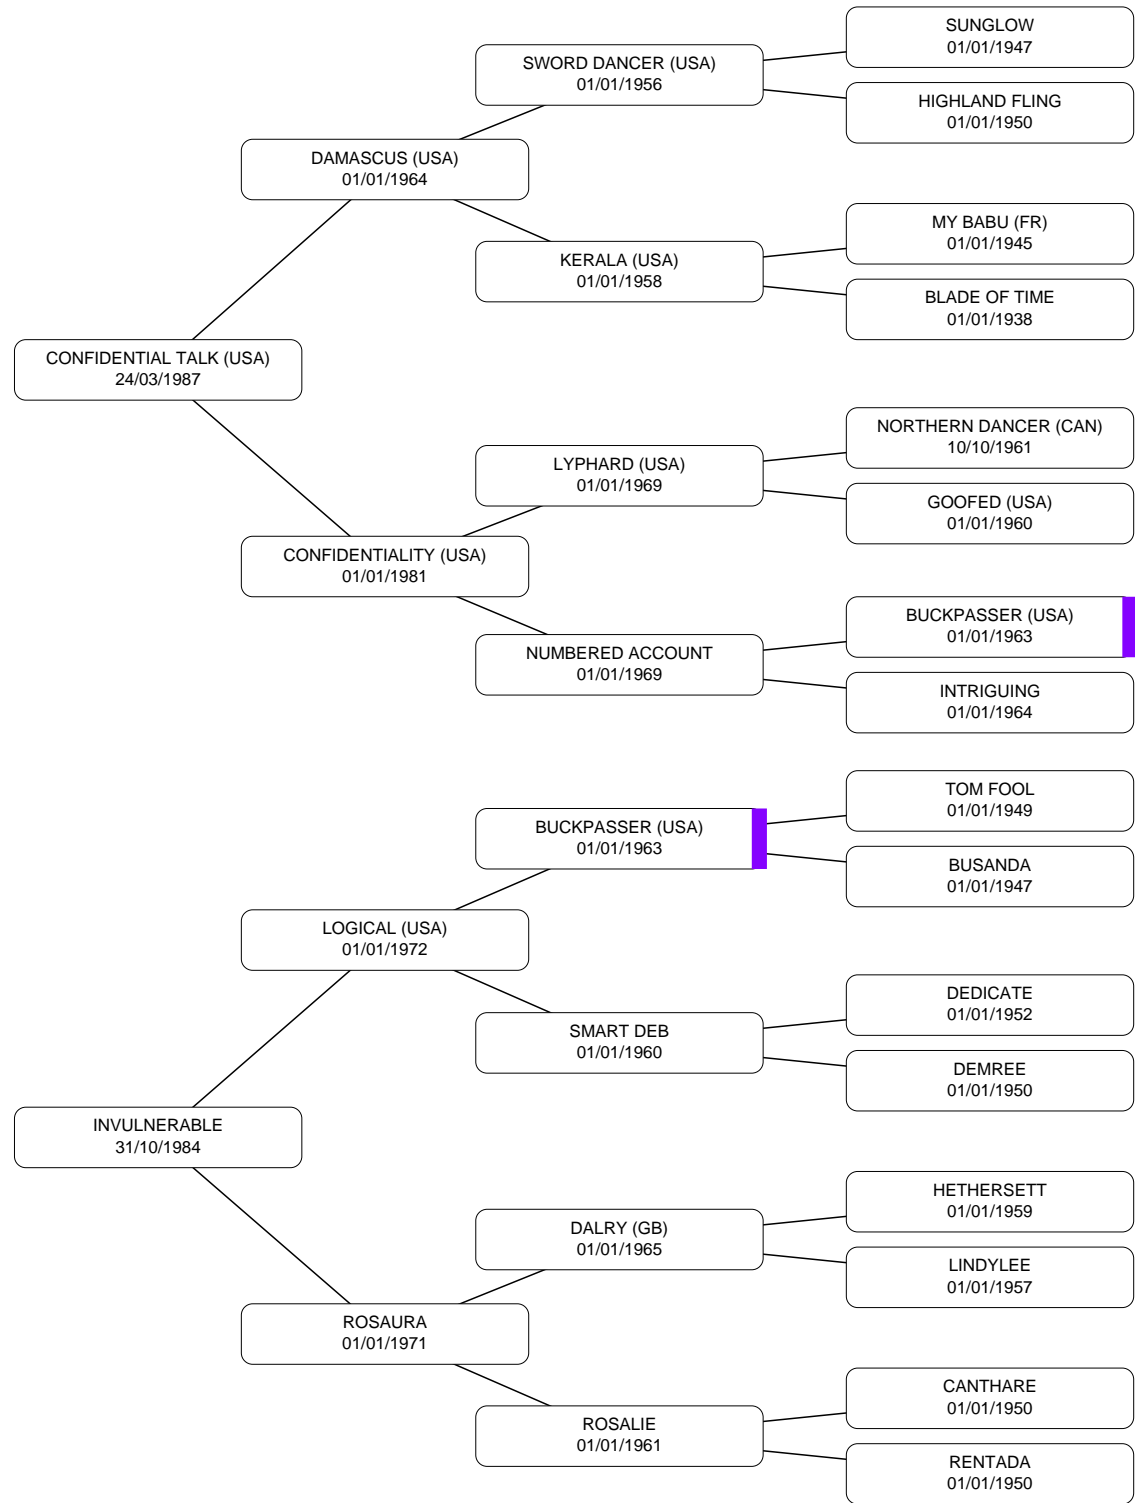 SUNGLOW
01/01/1947
SWORD DANCER (USA)
01/01/1956
HIGHLAND FLING
01/01/1950
DAMASCUS (USA)
01/01/1964
MY BABU (FR)
01/01/1945
KERALA (USA)
01/01/1958
BLADE OF TIME
01/01/1938
CONFIDENTIAL TALK (USA)
24/03/1987
NORTHERN DANCER (CAN)
10/10/1961
LYPHARD (USA)
01/01/1969
GOOFED (USA)
01/01/1960
CONFIDENTIALITY (USA)
01/01/1981
BUCKPASSER (USA)
01/01/1963
NUMBERED ACCOUNT
01/01/1969
INTRIGUING
01/01/1964
TOM FOOL
01/01/1949
BUCKPASSER (USA)
01/01/1963
BUSANDA
01/01/1947
LOGICAL (USA)
01/01/1972
DEDICATE
01/01/1952
SMART DEB
01/01/1960
DEMREE
01/01/1950
INVULNERABLE
31/10/1984
HETHERSETT
01/01/1959
DALRY (GB)
01/01/1965
LINDYLEE
01/01/1957
ROSAURA
01/01/1971
CANTHARE
01/01/1950
ROSALIE
01/01/1961
RENTADA
01/01/1950